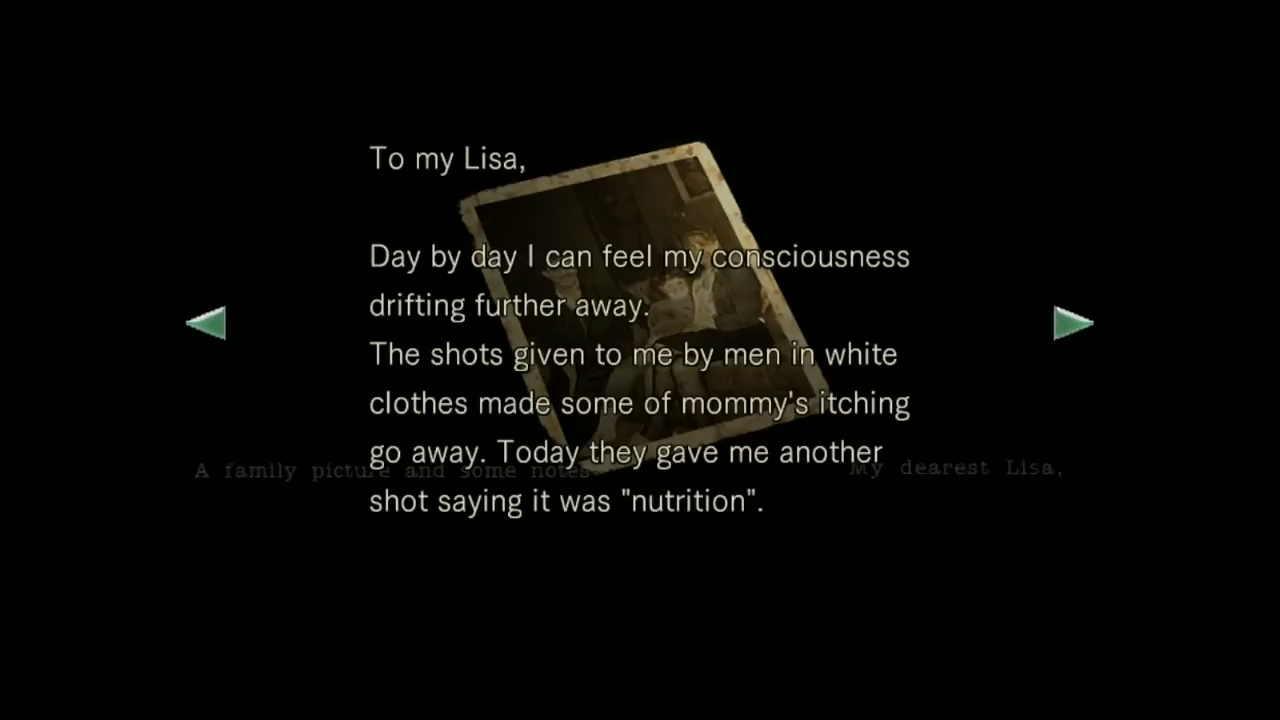 To my Lisa,
Day by day I can feel my consciousness
drifting further away.
The shots given to me by men in white
clothes made some of mommy's itching
go away. Today they gave me another
shot saying it was "nutrition".
A family picture and some notes
My dearest Lisa,